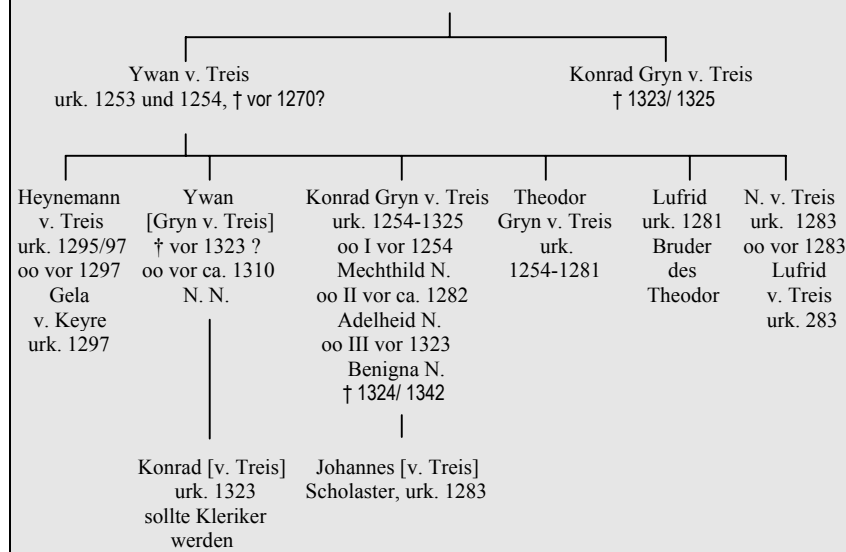 Ywan v. Treis
urk. 1253 und 1254, † vor 1270?
Konrad Gryn v. Treis
† 1323/ 1325
Heynemann
v. Treis
urk. 1295/97
oo vor 1297
Gela
v. Keyre
urk. 1297
Ywan
[Gryn v. Treis]
† vor 1323 ?
oo vor ca. 1310
N. N.
Konrad Gryn v. Treis
urk. 1254-1325
oo I vor 1254
Mechthild N.
oo II vor ca. 1282
Adelheid N.
oo III vor 1323
Benigna N.
† 1324/ 1342
Theodor
Gryn v. Treis
urk.
1254-1281
Lufrid
urk. 1281
Bruder
des
Theodor
N. v. Treis
urk. 1283
oo vor 1283
Lufrid
v. Treis
urk. 283
Konrad [v. Treis]
urk. 1323
sollte Kleriker
werden
Johannes [v. Treis]
Scholaster, urk. 1283